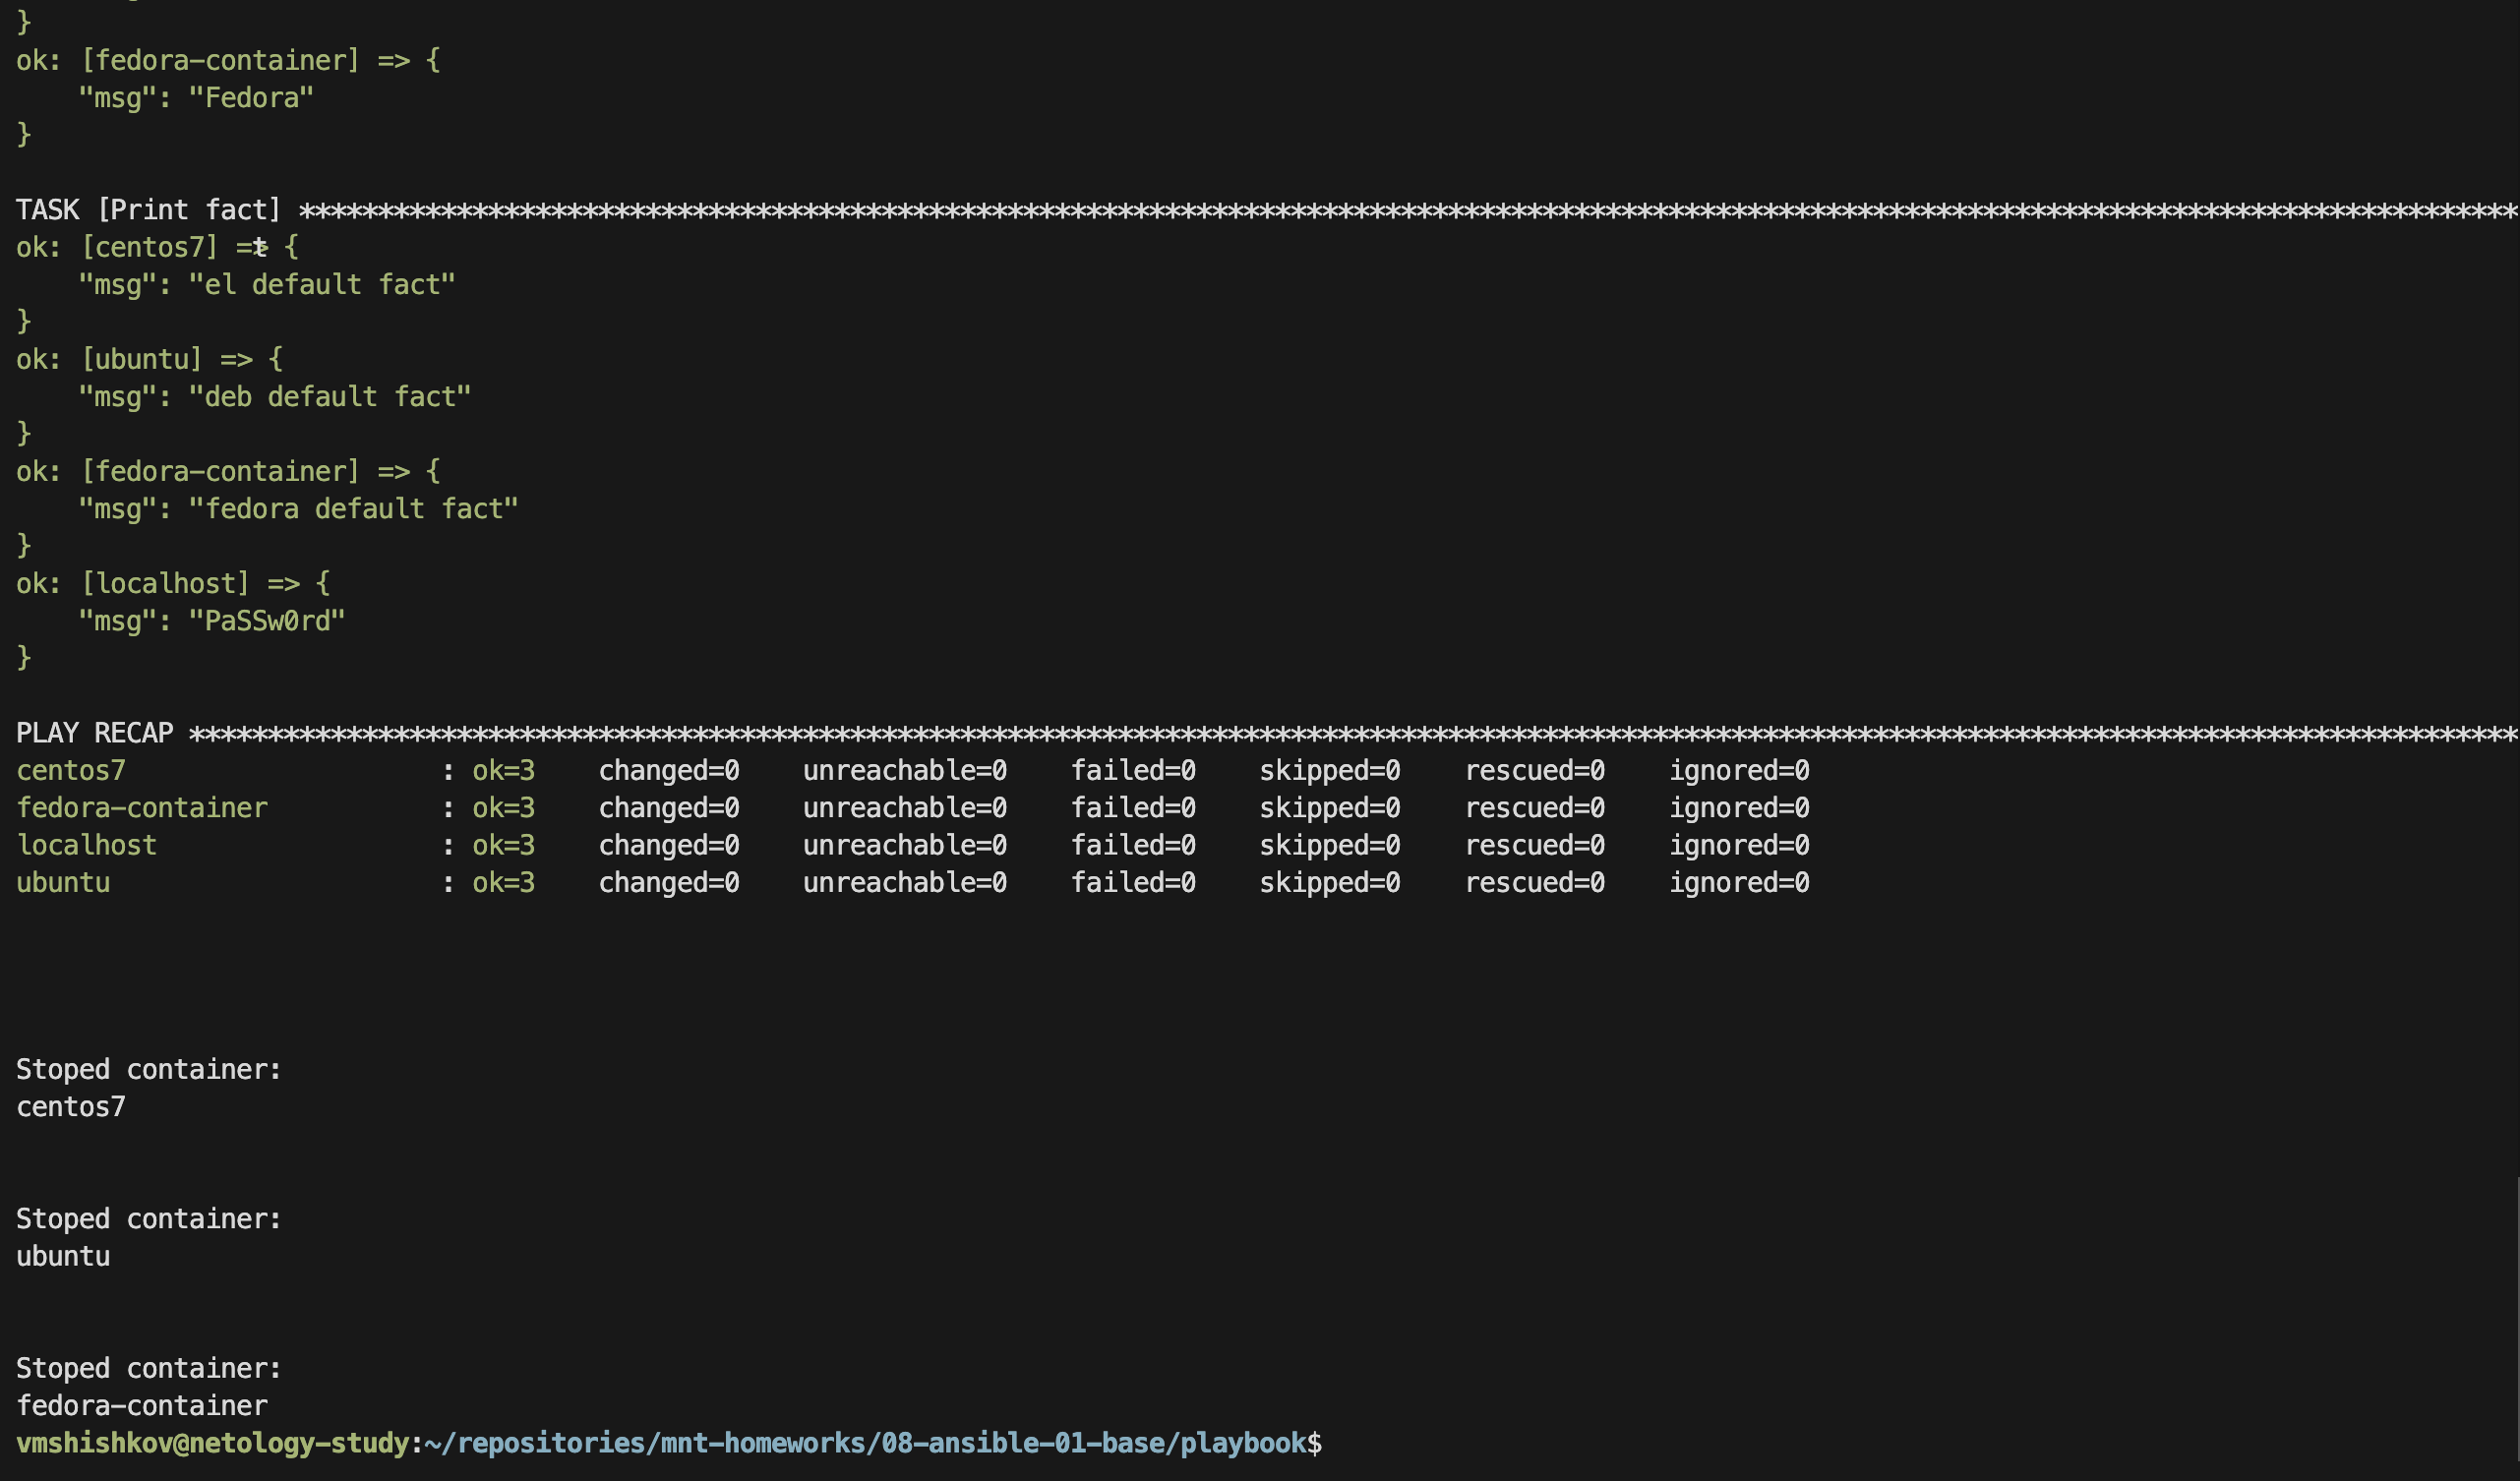 }
ok: [fedora-container] => {
    "msg": "Fedora"
}
TASK [Print fact] *********************************************************************************************************************************************
ok: [centos7] => {
    "msg": "el default fact"
}
ok: [ubuntu] => {
    "msg": "deb default fact"
}
ok: [fedora-container] => {
    "msg": "fedora default fact"
}
ok: [localhost] => {
    "msg": "PaSSw0rd"
}
PLAY RECAP ****************************************************************************************************************************************************
centos7                    : ok=3    changed=0    unreachable=0    failed=0    skipped=0    rescued=0    ignored=0
fedora-container           : ok=3    changed=0    unreachable=0    failed=0    skipped=0    rescued=0    ignored=0
localhost                  : ok=3    changed=0    unreachable=0    failed=0    skipped=0    rescued=0    ignored=0
ubuntu                     : ok=3    changed=0    unreachable=0    failed=0    skipped=0    rescued=0    ignored=0
Stoped container:
centos7
Stoped container:
ubuntu
Stoped container:
fedora-container
vmshishkov@netology-study:~/repositories/mnt-homeworks/08-ansible-01-base/playbook$